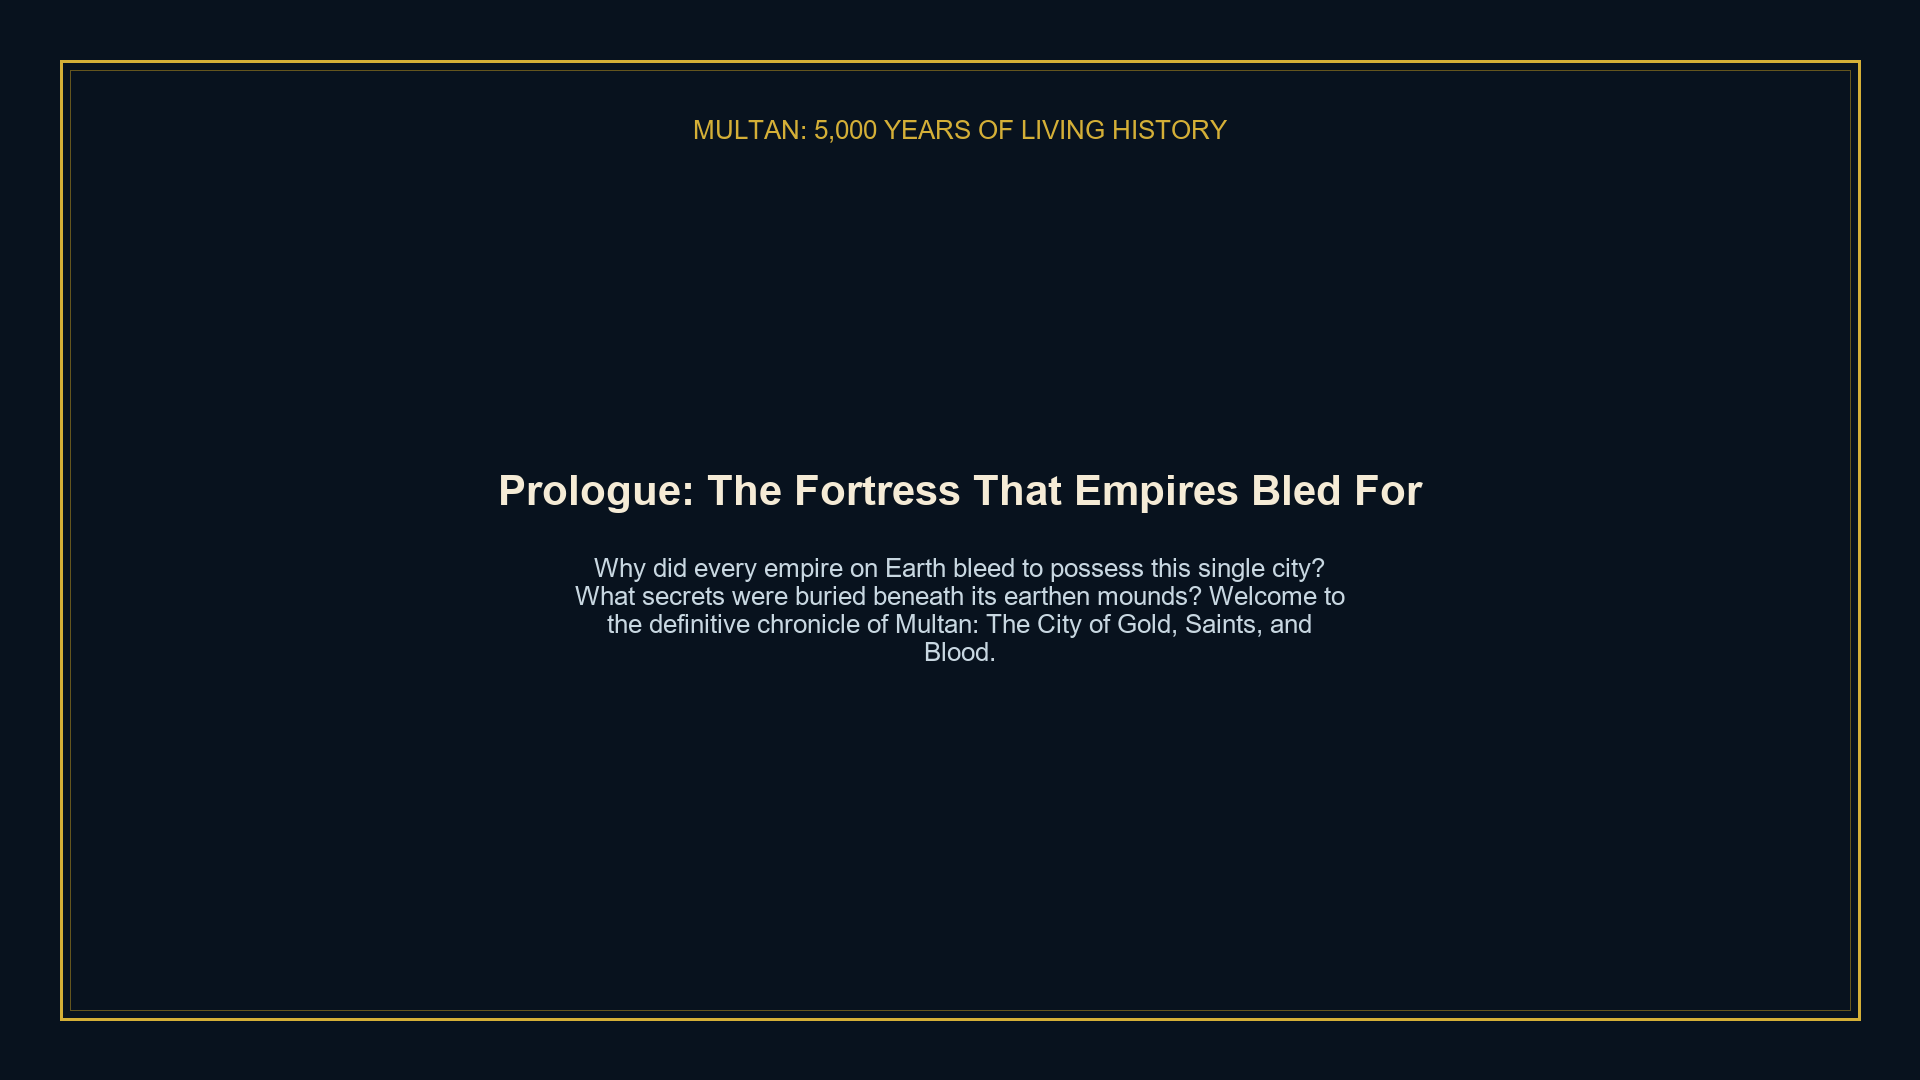 MULTAN: 5,000 YEARS OF LIVING HISTORY
Prologue: The Fortress That Empires Bled For
Why did every empire on Earth bleed to possess this single city?
What secrets were buried beneath its earthen mounds? Welcome to
the definitive chronicle of Multan: The City of Gold, Saints, and
Blood.